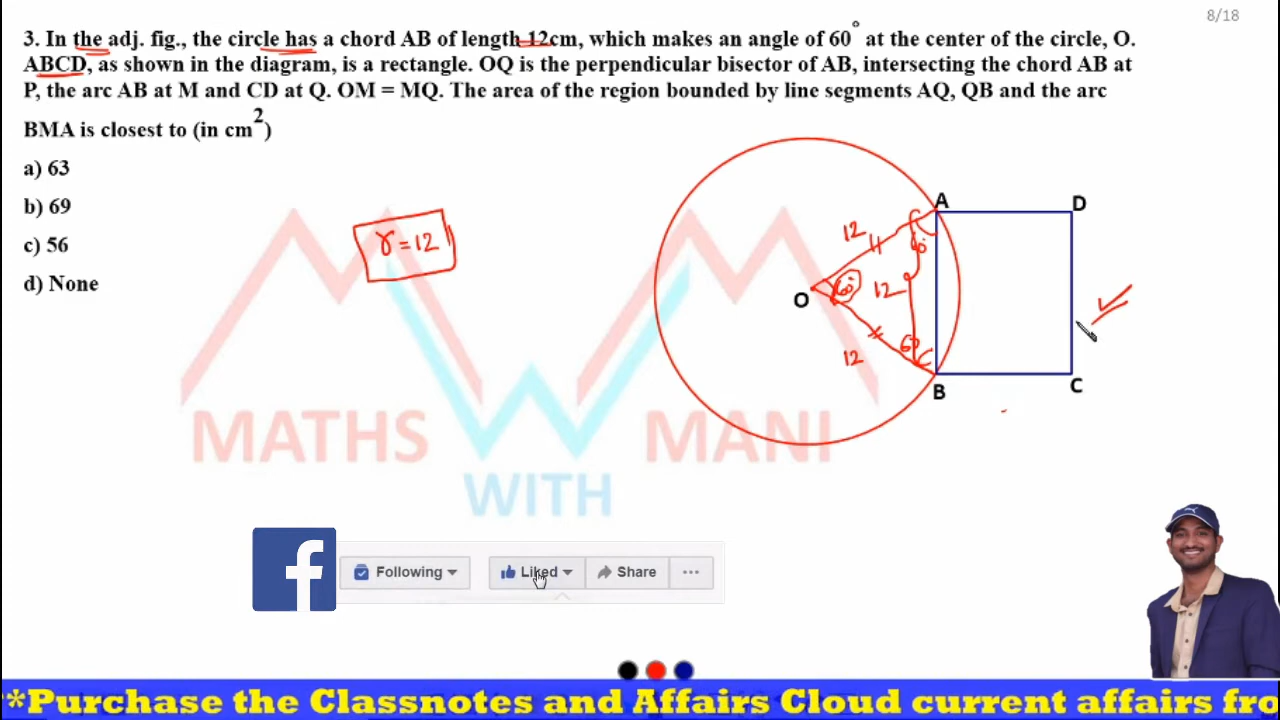 8/18
3. In the adj. fig., the circle has a chord AB of length 12cm, which makes an angle of 60° at the center of the circle, O.
ABCD, as shown in the diagram, is a rectangle. OQ is the perpendicular bisector of AB, intersecting the chord AB at
P, the arc AB at M and CD at Q. OM = MQ. The area of the region bounded by line segments AQ, QB and the arc
BMA is closest to (in cm²)
a) 63
b) 69
c) 56
d) None
r = 12
A
D
12
60°
O
60°
12
60
12
B
C
MATHS
WITH
MANI
Following
Liked
Share
**Purchase the Classnotes and Affairs Cloud current affairs fro